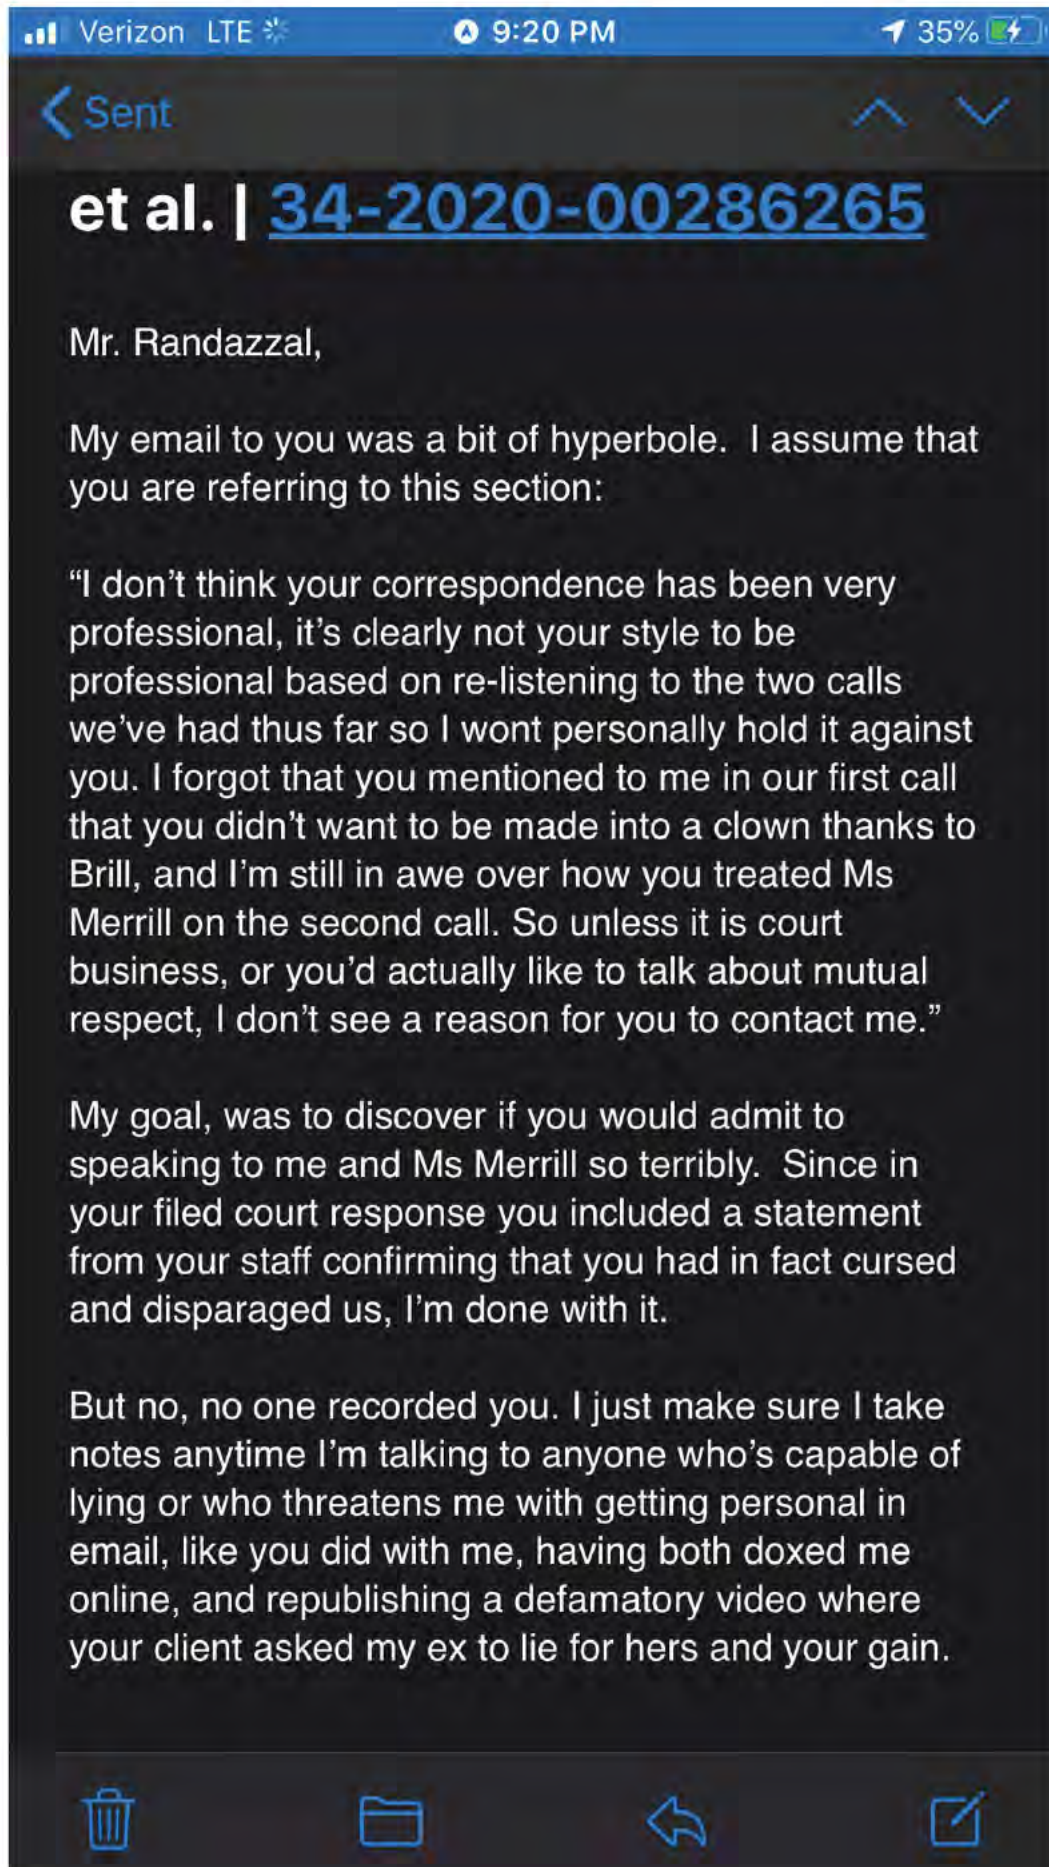 Verizon LTE 9:20 PM 35%
Sent
et al. | 34-2020-00286265
Mr. Randazzal,
My email to you was a bit of hyperbole.  I assume that
you are referring to this section:
“I don’t think your correspondence has been very
professional, it’s clearly not your style to be
professional based on re-listening to the two calls
we’ve had thus far so I wont personally hold it against
you. I forgot that you mentioned to me in our first call
that you didn’t want to be made into a clown thanks to
Brill, and I’m still in awe over how you treated Ms
Merrill on the second call. So unless it is court
business, or you’d actually like to talk about mutual
respect, I don’t see a reason for you to contact me.”
My goal, was to discover if you would admit to
speaking to me and Ms Merrill so terribly.  Since in
your filed court response you included a statement
from your staff confirming that you had in fact cursed
and disparaged us, I’m done with it.
But no, no one recorded you. I just make sure I take
notes anytime I’m talking to anyone who’s capable of
lying or who threatens me with getting personal in
email, like you did with me, having both doxed me
online, and republishing a defamatory video where
your client asked my ex to lie for hers and your gain.